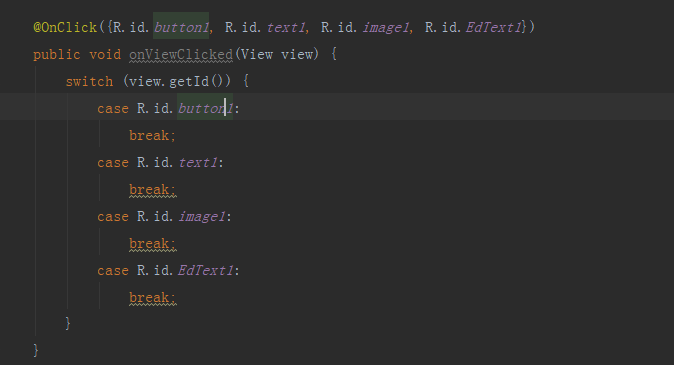 @OnClick({R.id.button1, R.id.text1, R.id.image1, R.id.EdText1})
public void onViewClicked(View view) {
    switch (view.getId()) {
        case R.id.button1:
            break;
        case R.id.text1:
            break;
        case R.id.image1:
            break;
        case R.id.EdText1:
            break;
    }
}